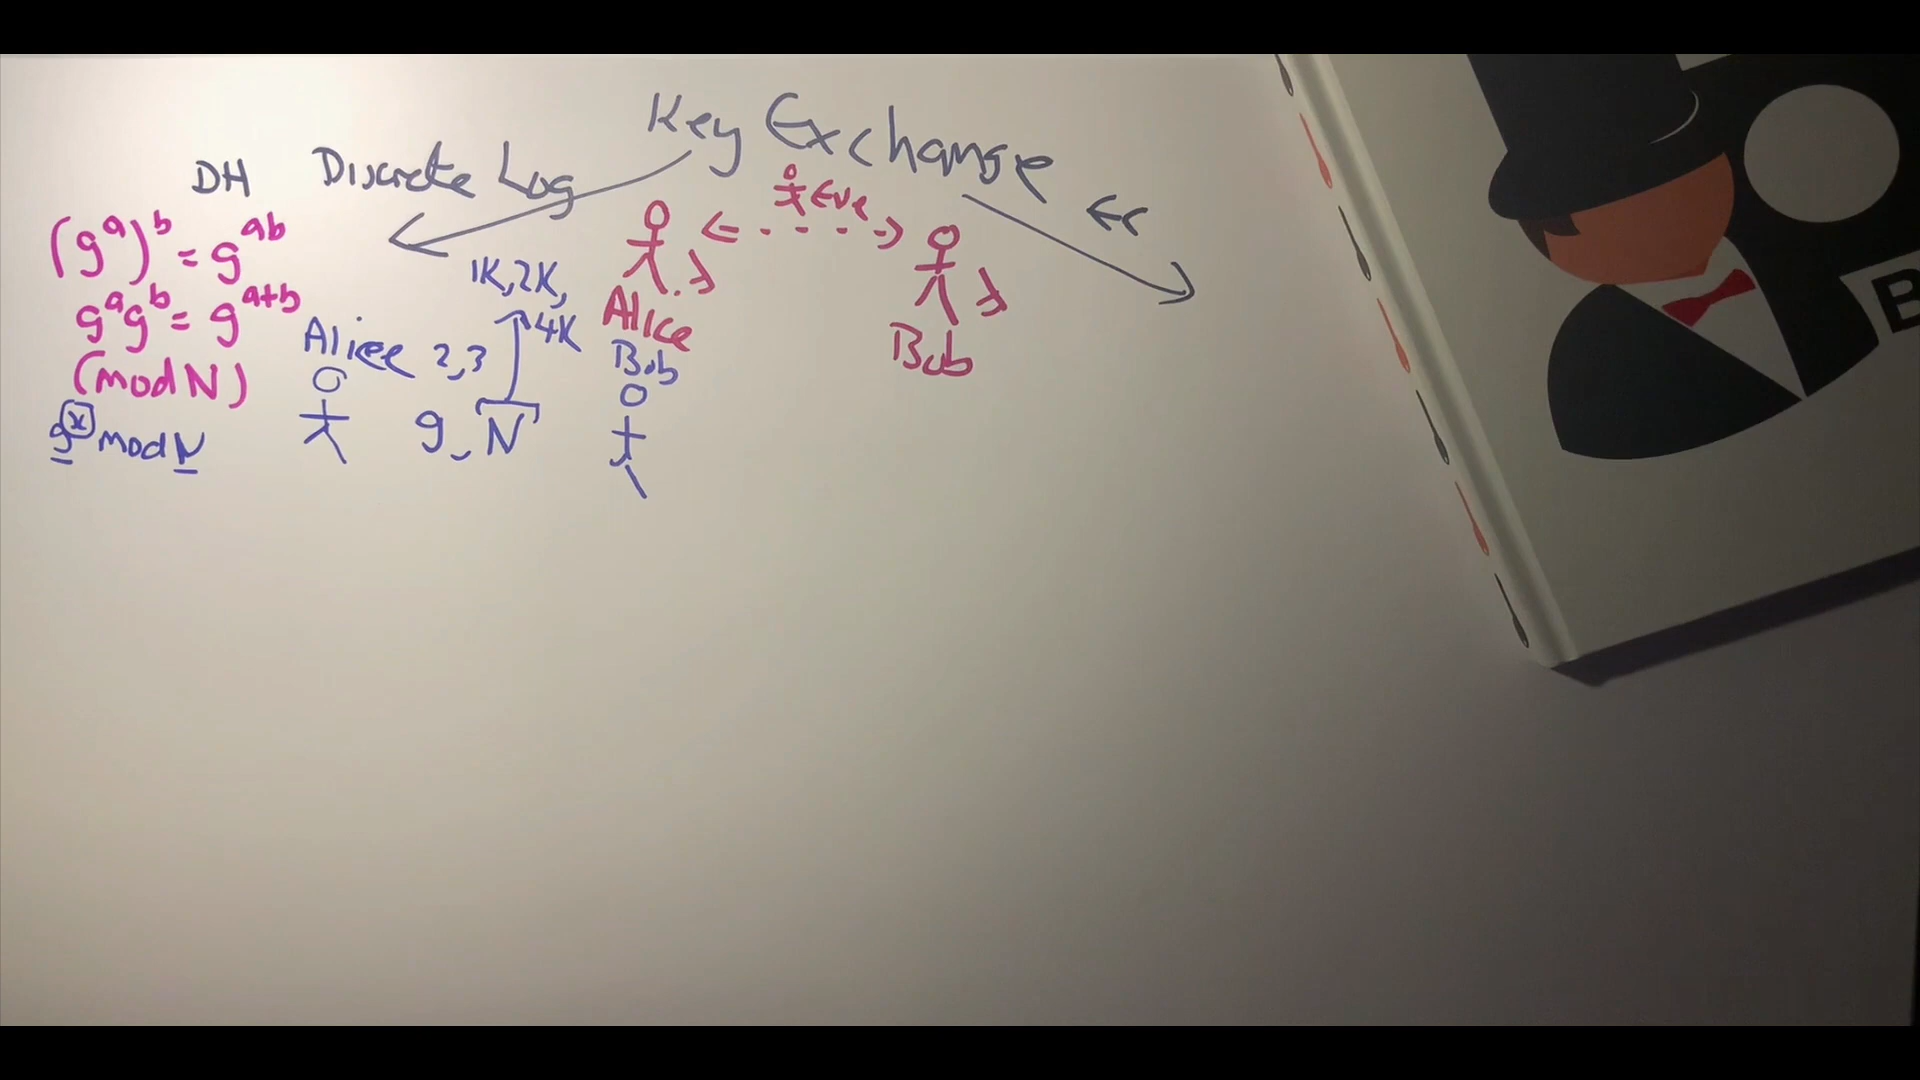 Key Exchange
DH Discrete Log
Eve
EC
(g^a)^b = g^ab
g^a g^b = g^a+b
(mod N)
g^x mod N
1K, 2K,
4K
Alice
Bob
Alice 2,3
Bob
g, N
B